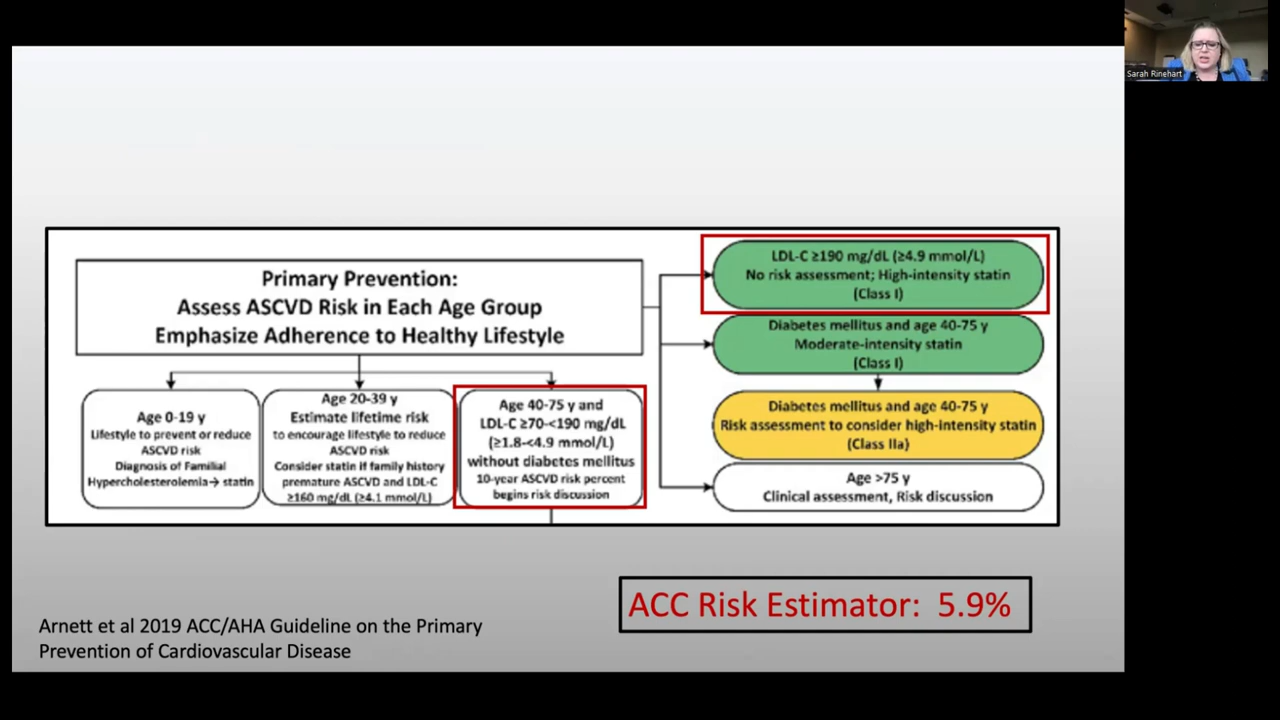 Sarah Rinehart
Primary Prevention:
Assess ASCVD Risk in Each Age Group
Emphasize Adherence to Healthy Lifestyle
Age 0-19 y
Lifestyle to prevent or reduce
ASCVD risk
Diagnosis of Familial
Hypercholesterolemia→ statin
Age 20-39 y
Estimate lifetime risk
to encourage lifestyle to reduce
ASCVD risk
Consider statin if family history
premature ASCVD and LDL-C
≥160 mg/dL (≥4.1 mmol/L)
Age 40-75 y and
LDL-C ≥70-<190 mg/dL
(≥1.8-<4.9 mmol/L)
without diabetes mellitus
10-year ASCVD risk percent
begins risk discussion
LDL-C ≥190 mg/dL (≥4.9 mmol/L)
No risk assessment; High-intensity statin
(Class I)
Diabetes mellitus and age 40-75 y
Moderate-intensity statin
(Class I)
Diabetes mellitus and age 40-75 y
Risk assessment to consider high-intensity statin
(Class IIa)
Age >75 y
Clinical assessment, Risk discussion
ACC Risk Estimator:  5.9%
Arnett et al 2019 ACC/AHA Guideline on the Primary
Prevention of Cardiovascular Disease